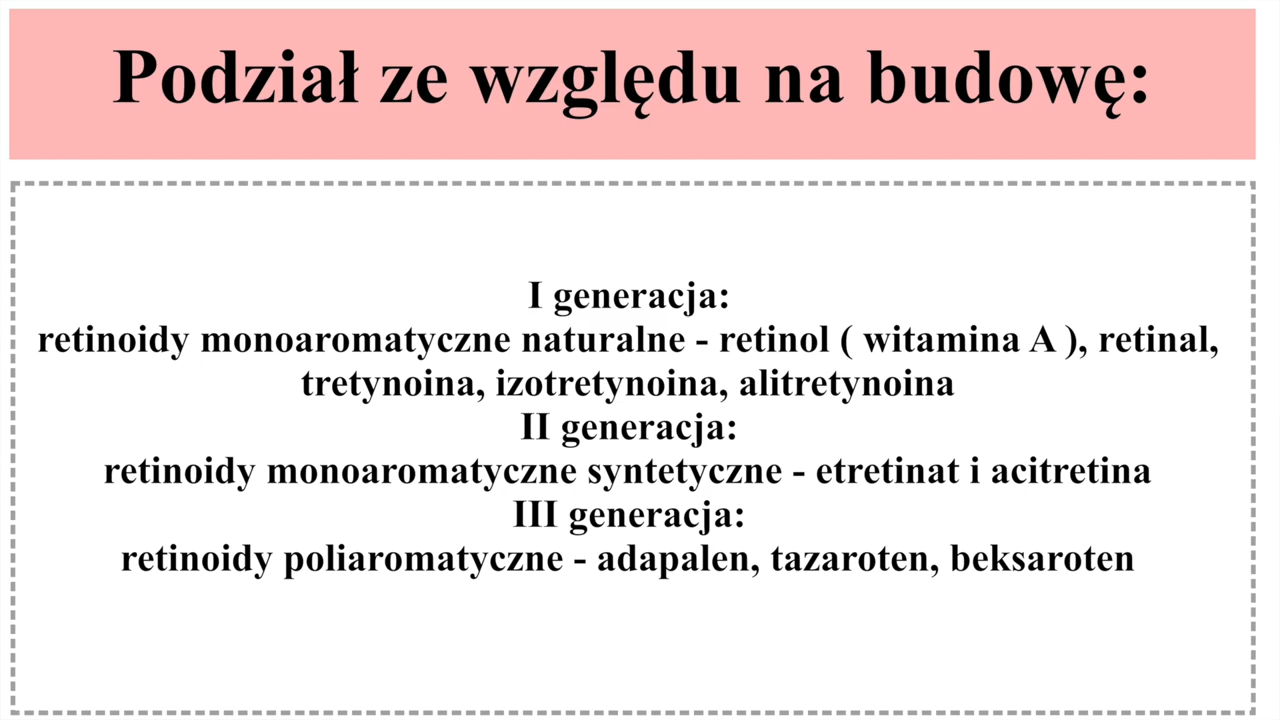 Podział ze względu na budowę:
I generacja:
retinoidy monoaromatyczne naturalne - retinol ( witamina A ), retinal,
tretynoina, izotretynoina, alitretynoina
II generacja:
retinoidy monoaromatyczne syntetyczne - etretinat i acitretina
III generacja:
retinoidy poliaromatyczne - adapalen, tazaroten, beksaroten